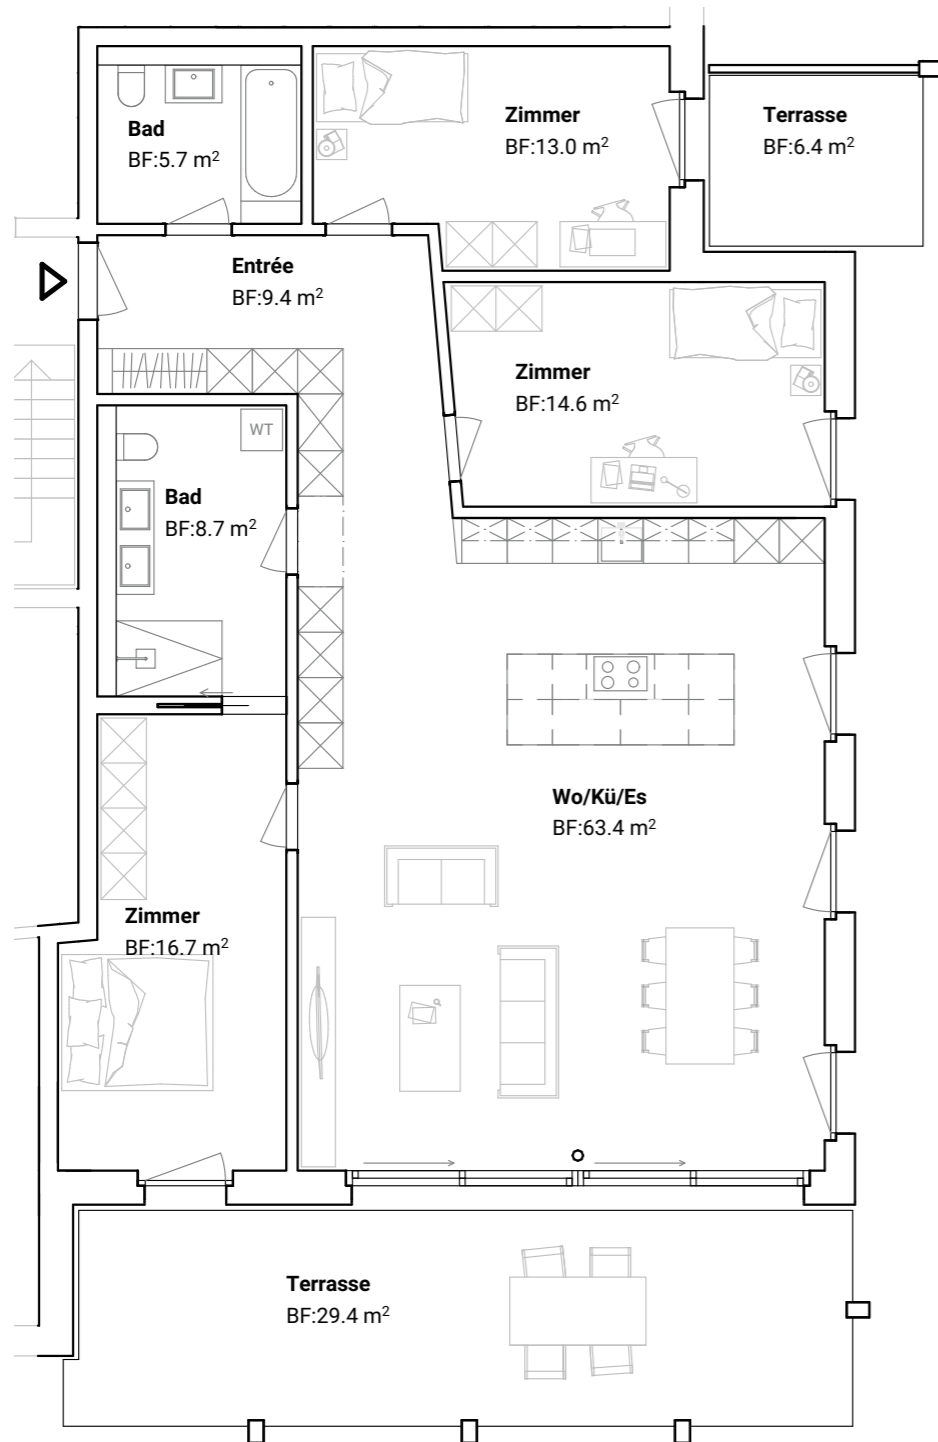 Bad
BF:5.7 m²
Zimmer
BF:13.0 m²
Terrasse
BF:6.4 m²
Entrée
BF:9.4 m²
Zimmer
BF:14.6 m²
WT
Bad
BF:8.7 m²
Wo/Kü/Es
BF:63.4 m²
Zimmer
BF:16.7 m²
Terrasse
BF:29.4 m²